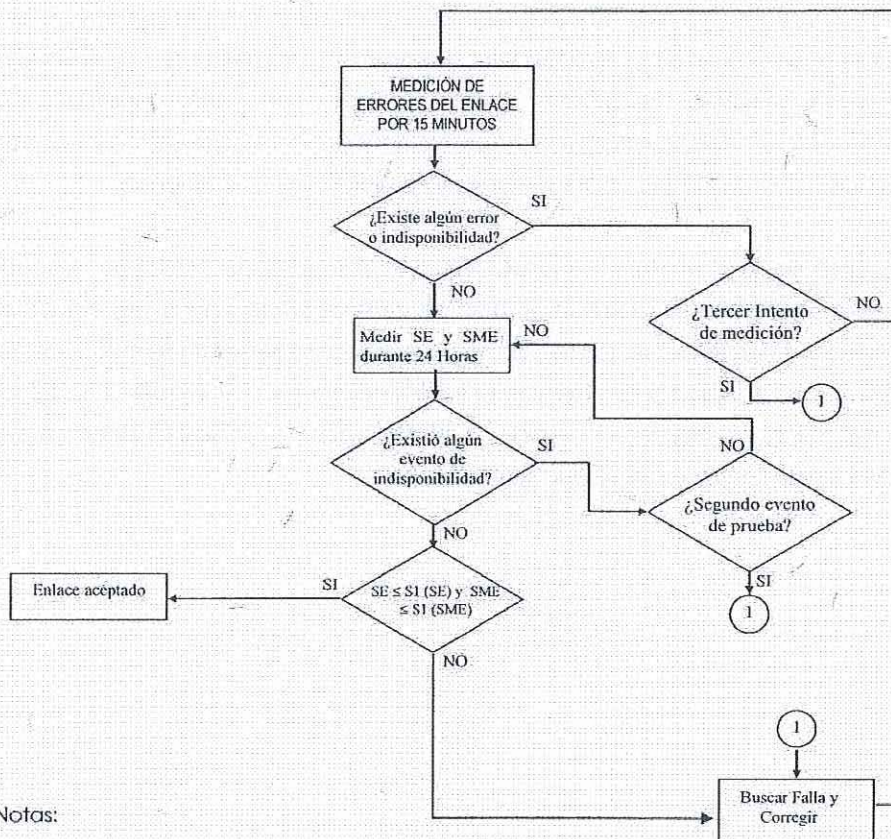 MEDICIÓN DE
ERRORES DEL ENLACE
POR 15 MINUTOS
¿Existe algún error
o indisponibilidad?
SI
NO
¿Tercer Intento
de medición?
NO
SI
1
Medir SE y SME
durante 24 Horas
NO
¿Existió algún
evento de
indisponibilidad?
SI
NO
NO
¿Segundo evento
de prueba?
SI
1
SE ≤ S1 (SE) y SME
≤ S1 (SME)
SI
Enlace acéptado
NO
1
Buscar Falla y
Corregir
Notas: